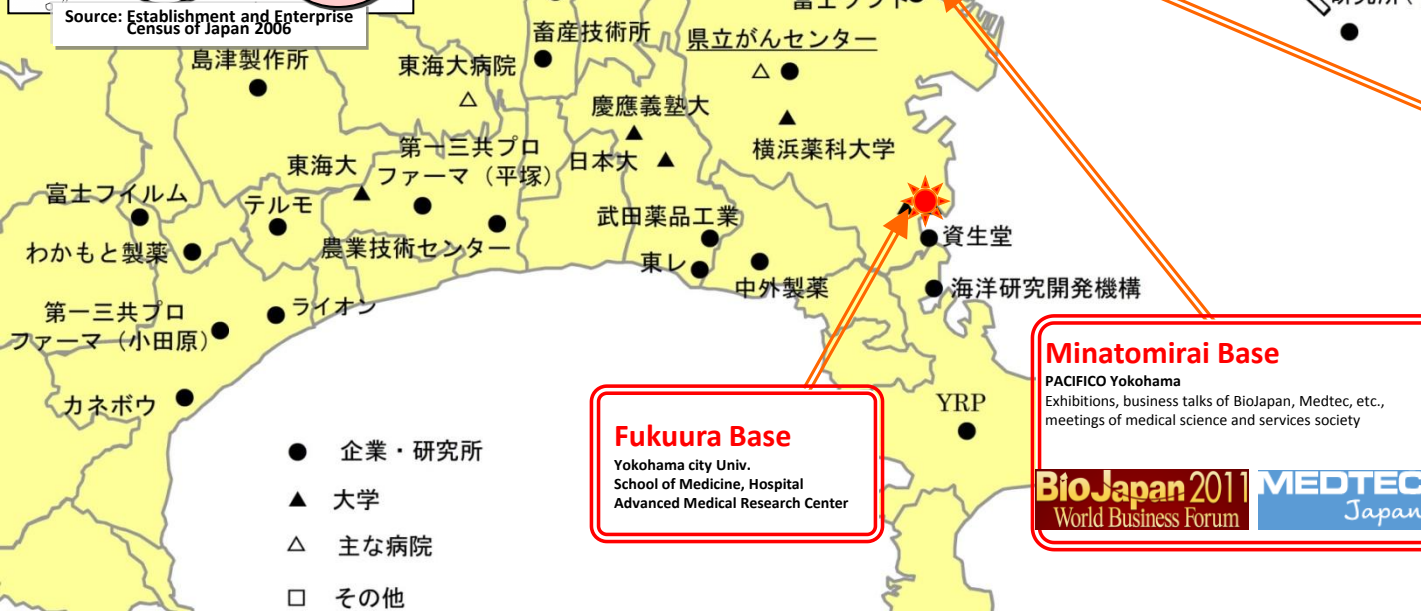 Source: Establishment and Enterprise
Census of Japan 2006
富士ソフト
畜産技術所
県立がんセンター
島津製作所
東海大病院
慶應義塾大
横浜薬科大学
第一三共プロ
ファーマ（平塚）
日本大
東海大
富士フイルム
テルモ
武田薬品工業
わかもと製薬
農業技術センター
資生堂
東レ
中外製薬
海洋研究開発機構
第一三共プロ
ファーマ（小田原）
ライオン
カネボウ
YRP
企業・研究所
大学
主な病院
その他
Fukuura Base
Yokohama city Univ.
School of Medicine, Hospital
Advanced Medical Research Center
Minatomirai Base
PACIFICO Yokohama
Exhibitions, business talks of BioJapan, Medtec, etc.,
meetings of medical science and services society
BioJapan 2011
World Business Forum
MEDTEC
Japan